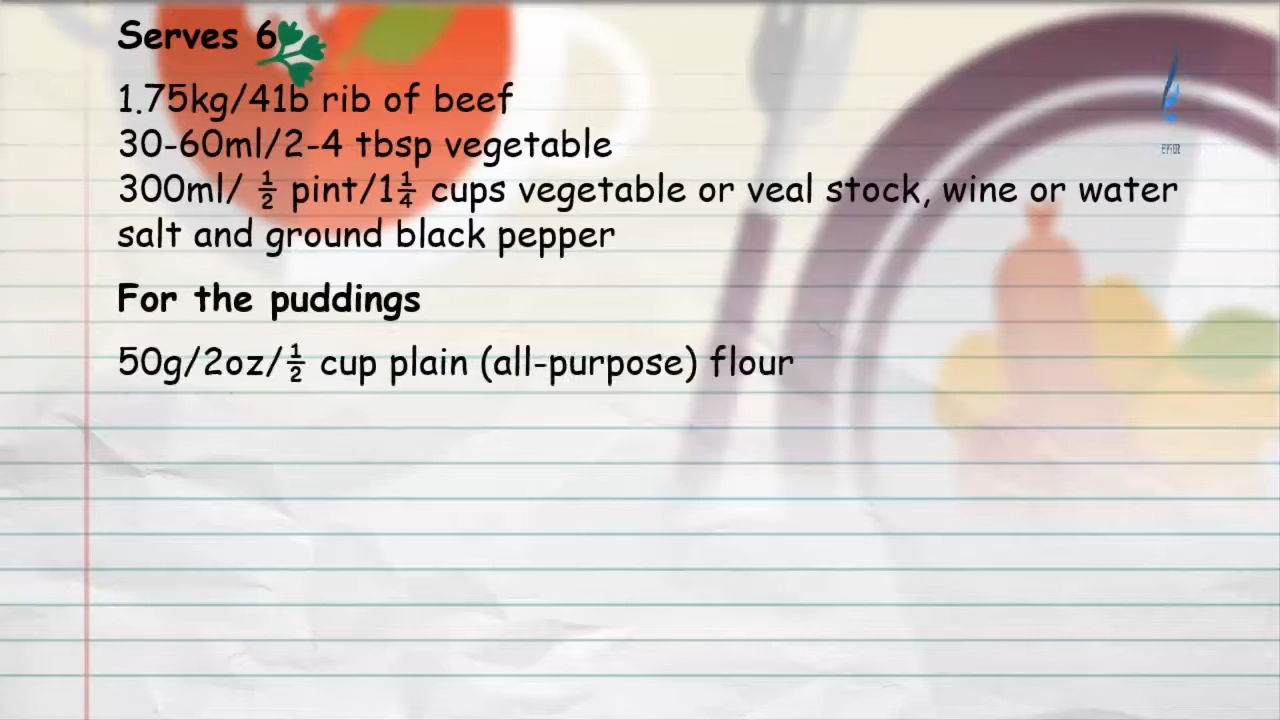 Serves 6
1.75kg/41b rib of beef
30-60ml/2-4 tbsp vegetable
300ml/ ½ pint/1¼ cups vegetable or veal stock, wine or water
salt and ground black pepper
For the puddings
50g/2oz/½ cup plain (all-purpose) flour